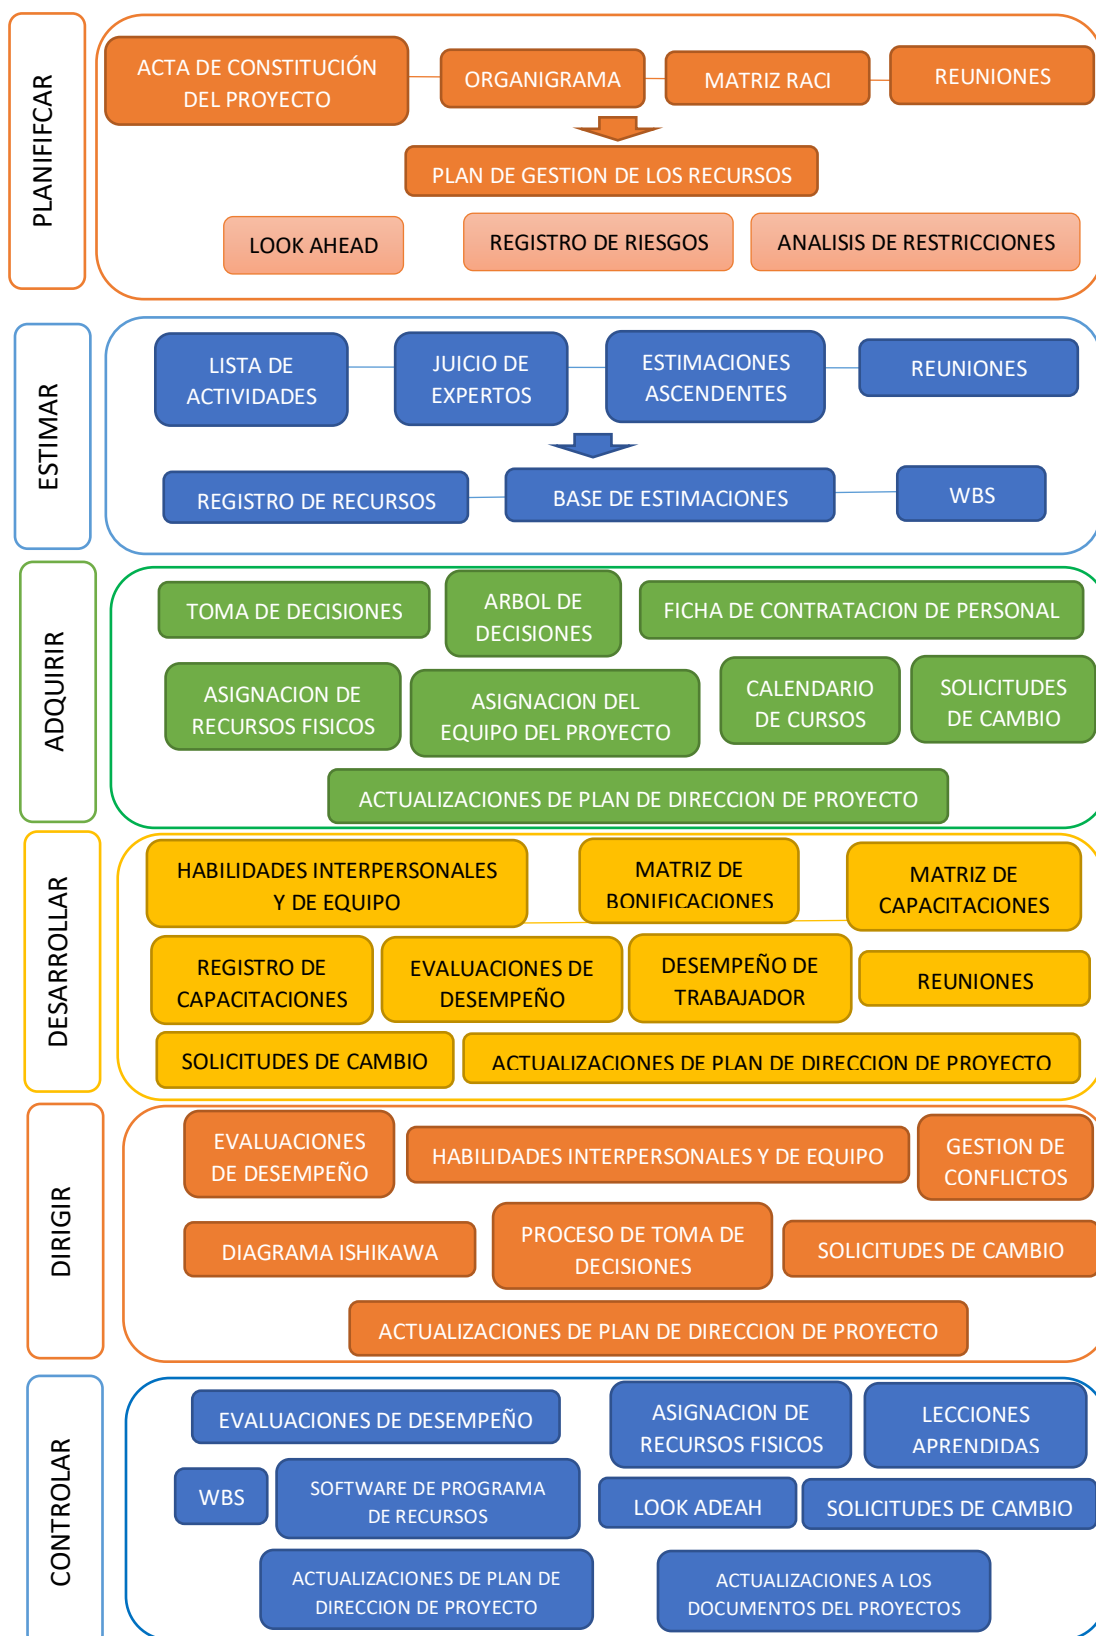 PLANIFIFCAR
ACTA DE CONSTITUCIÓN
DEL PROYECTO
ORGANIGRAMA
MATRIZ RACI
REUNIONES
PLAN DE GESTION DE LOS RECURSOS
LOOK AHEAD
REGISTRO DE RIESGOS
ANALISIS DE RESTRICCIONES
ESTIMAR
LISTA DE
ACTIVIDADES
JUICIO DE
EXPERTOS
ESTIMACIONES
ASCENDENTES
REUNIONES
REGISTRO DE RECURSOS
BASE DE ESTIMACIONES
WBS
ADQUIRIR
TOMA DE DECISIONES
ARBOL DE
DECISIONES
FICHA DE CONTRATACION DE PERSONAL
ASIGNACION DE
RECURSOS FISICOS
ASIGNACION DEL
EQUIPO DEL PROYECTO
CALENDARIO
DE CURSOS
SOLICITUDES
DE CAMBIO
ACTUALIZACIONES DE PLAN DE DIRECCION DE PROYECTO
DESARROLLAR
HABILIDADES INTERPERSONALES
Y DE EQUIPO
MATRIZ DE
BONIFICACIONES
MATRIZ DE
CAPACITACIONES
REGISTRO DE
CAPACITACIONES
EVALUACIONES DE
DESEMPEÑO
DESEMPEÑO DE
TRABAJADOR
REUNIONES
SOLICITUDES DE CAMBIO
ACTUALIZACIONES DE PLAN DE DIRECCION DE PROYECTO
DIRIGIR
EVALUACIONES
DE DESEMPEÑO
HABILIDADES INTERPERSONALES Y DE EQUIPO
GESTION DE
CONFLICTOS
DIAGRAMA ISHIKAWA
PROCESO DE TOMA DE
DECISIONES
SOLICITUDES DE CAMBIO
ACTUALIZACIONES DE PLAN DE DIRECCION DE PROYECTO
CONTROLAR
EVALUACIONES DE DESEMPEÑO
ASIGNACION DE
RECURSOS FISICOS
LECCIONES
APRENDIDAS
WBS
SOFTWARE DE PROGRAMA
DE RECURSOS
LOOK ADEAH
SOLICITUDES DE CAMBIO
ACTUALIZACIONES DE PLAN DE
DIRECCION DE PROYECTO
ACTUALIZACIONES A LOS
DOCUMENTOS DEL PROYECTOS